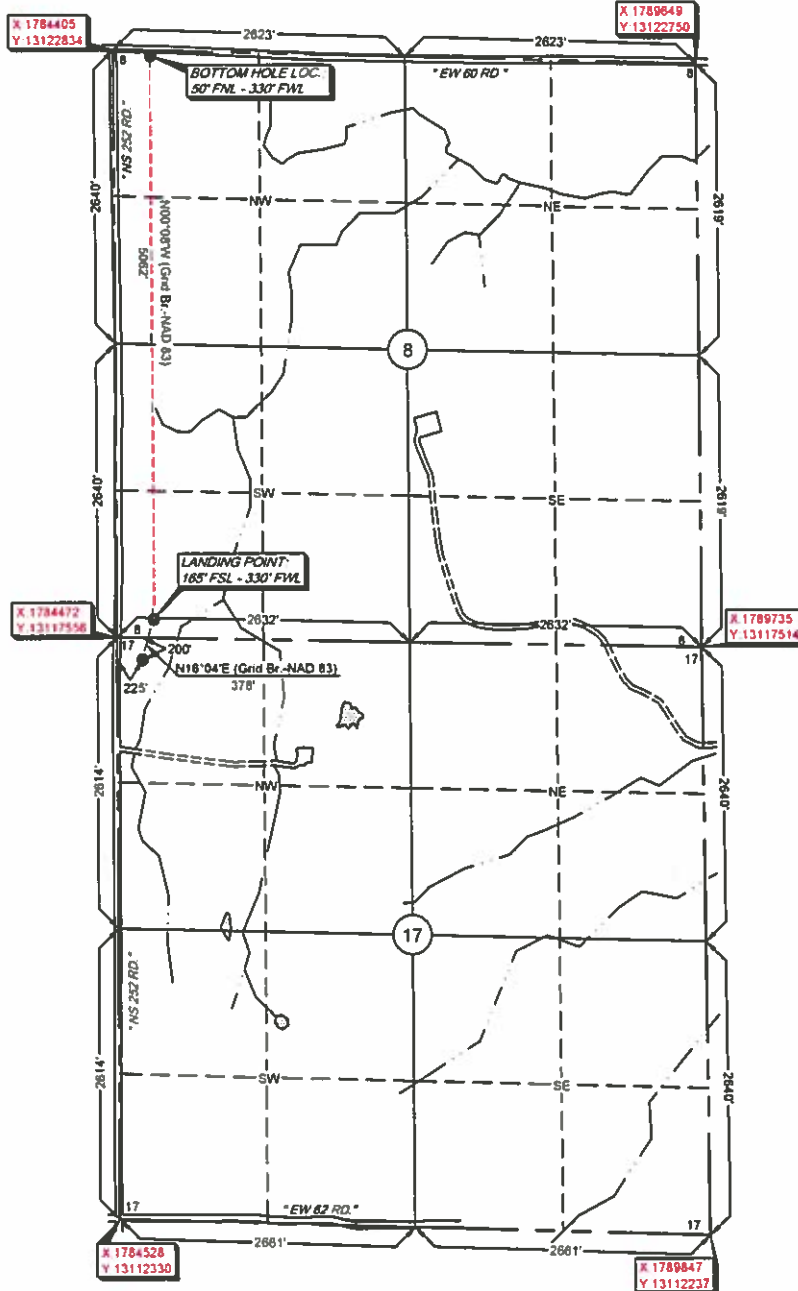 X:1784405
Y:13122834
2623'
2623'
X:1789649
Y:13122750
6
BOTTOM HOLE LOC.
50' FNL - 330' FWL
"EW 60 RD"
8
"NS 252 RD."
2640'
NW
NE
2619'
N00°08'W (Grid Br.-NAD 83)
5062'
8
2640'
SW
SE
2619'
LANDING POINT:
165' FSL - 330' FWL
X:1784472
Y:13117556
8
2632'
2632'
8
X:1789735
Y:13117514
17
200'
17
N16°04'E (Grid Br.-NAD 83)
225'
378'
2614'
NW
NE
2640'
17
"NS 252 RD."
2614'
SW
SE
2640'
17
"EW 62 RD."
17
2661'
2661'
X:1784528
Y:13112330
X:1789847
Y:13112237